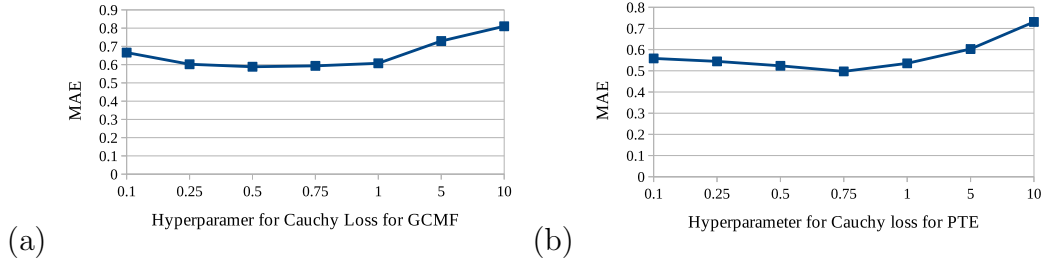 0.9
0.8
0.7
0.6
0.5
0.4
0.3
0.2
0.1
0
MAE
0.1 0.25 0.5 0.75 1 5 10
Hyperparamer for Cauchy Loss for GCMF
(a)
0.8
0.7
0.6
0.5
0.4
0.3
0.2
0.1
0
MAE
0.1 0.25 0.5 0.75 1 5 10
Hyperparameter for Cauchy loss for PTE
(b)